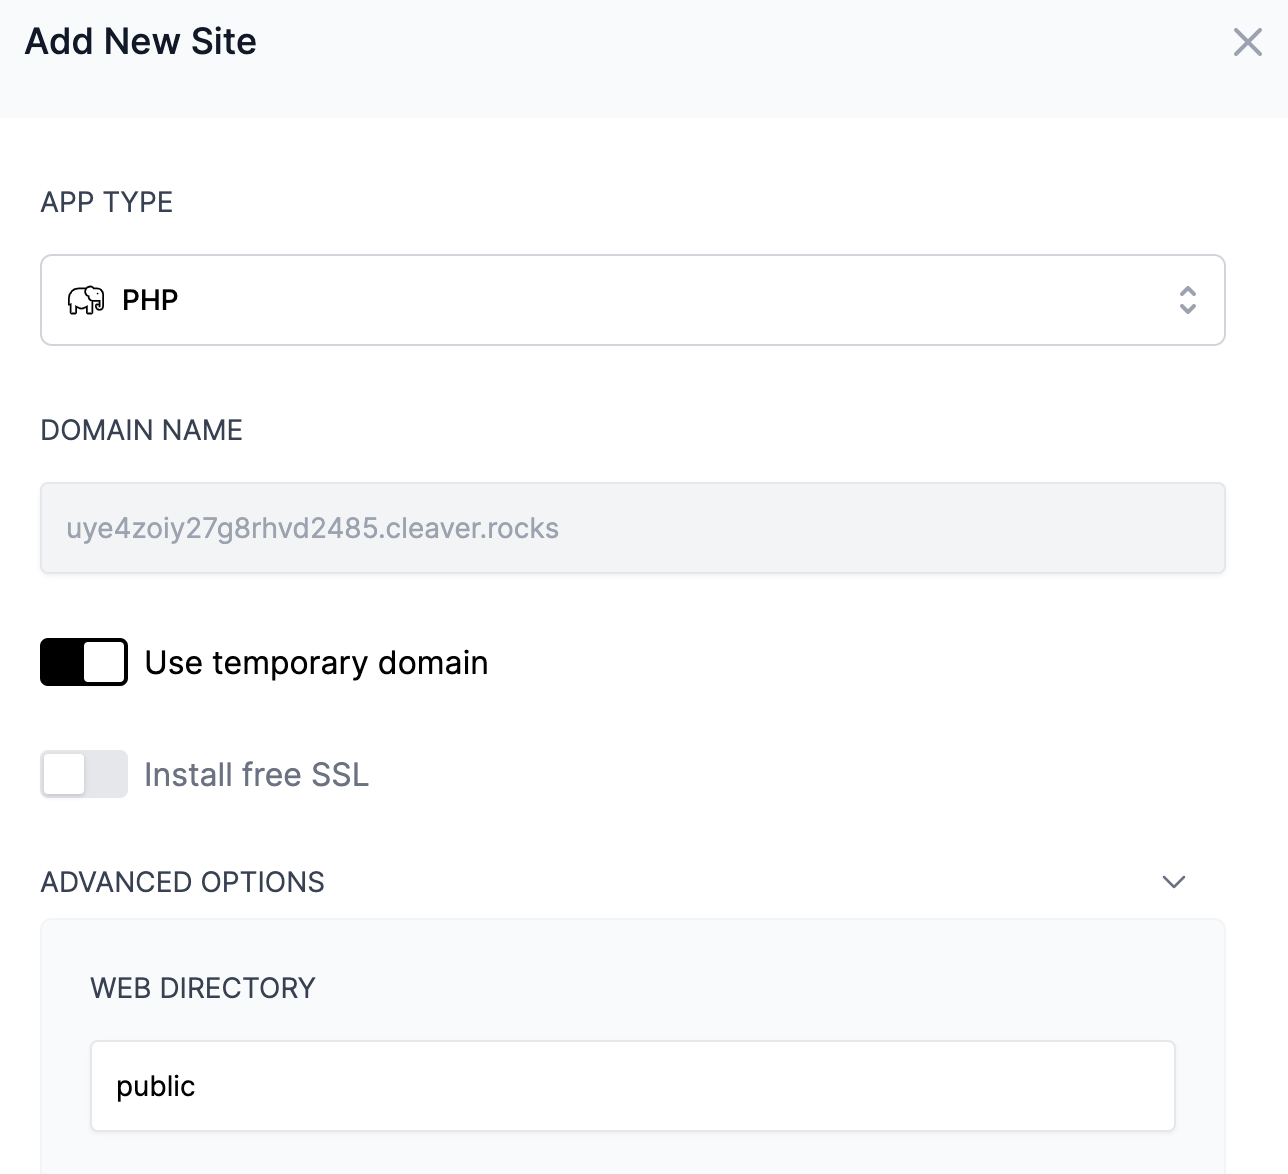 Add New Site
APP TYPE
PHP
DOMAIN NAME
uye4zoiy27g8rhvd2485.cleaver.rocks
Use temporary domain
Install free SSL
ADVANCED OPTIONS
WEB DIRECTORY
public